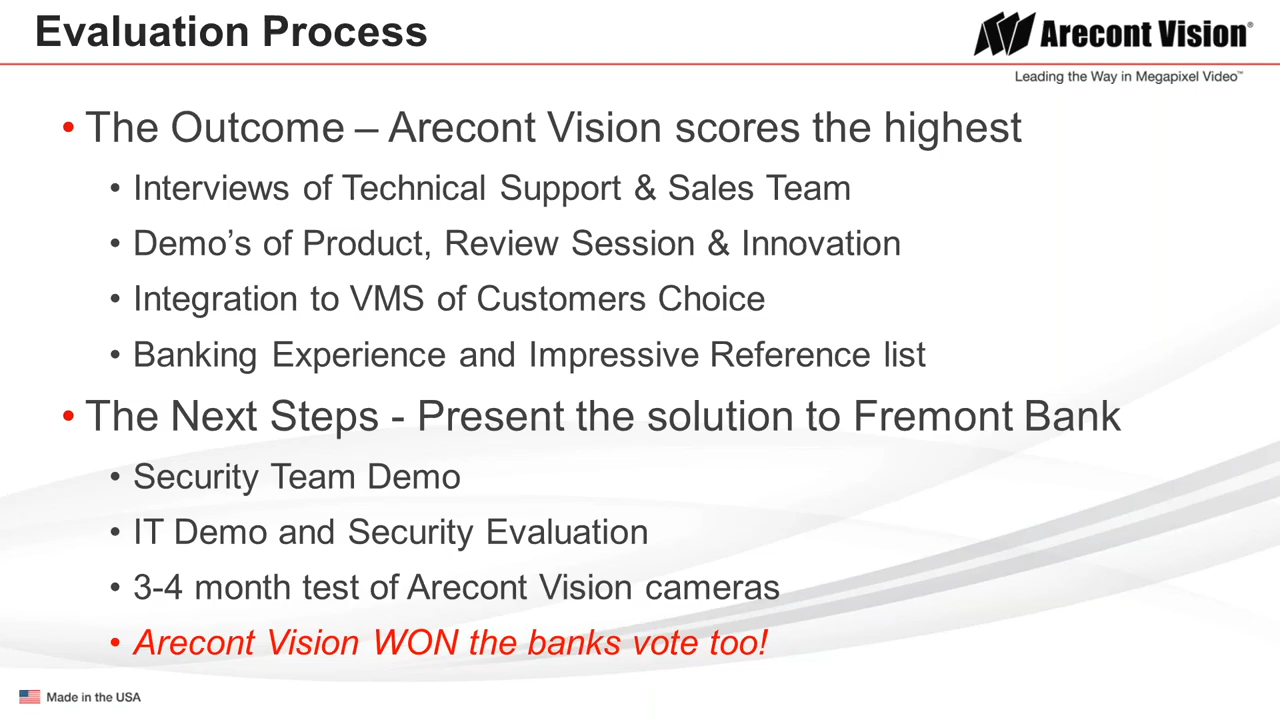 Evaluation Process
Arecont Vision®
Leading the Way in Megapixel Video™
• The Outcome – Arecont Vision scores the highest
• Interviews of Technical Support & Sales Team
• Demo’s of Product, Review Session & Innovation
• Integration to VMS of Customers Choice
• Banking Experience and Impressive Reference list
• The Next Steps - Present the solution to Fremont Bank
• Security Team Demo
• IT Demo and Security Evaluation
• 3-4 month test of Arecont Vision cameras
• Arecont Vision WON the banks vote too!
Made in the USA